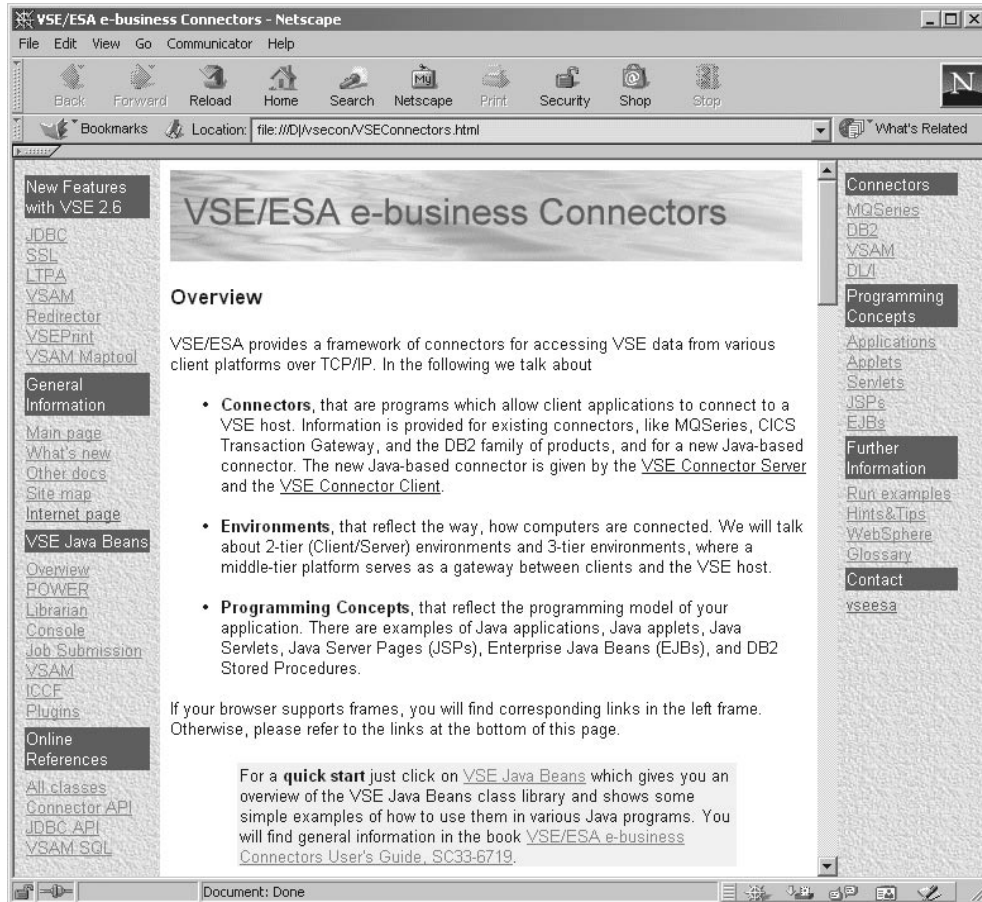 VSE/ESA e-business Connectors - Netscape
File Edit View Go Communicator Help
Back Forward Reload Home Search Netscape Print Security Shop Stop
My
N
Bookmarks Location: file:///D|/vsecon/VSEConnectors.html What's Related
New Features
with VSE 2.6
JDBC
SSL
LTPA
VSAM
Redirector
VSEPrint
VSAM Maptool
General
Information
Main page
What's new
Other docs
Site map
Internet page
VSE Java Beans
Overview
POWER
Librarian
Console
Job Submission
VSAM
ICCF
Plugins
Online
References
All classes
Connector API
JDBC API
VSAM SQL
VSE/ESA e-business Connectors
Overview
VSE/ESA provides a framework of connectors for accessing VSE data from various
client platforms over TCP/IP. In the following we talk about
• Connectors, that are programs which allow client applications to connect to a
VSE host. Information is provided for existing connectors, like MQSeries, CICS
Transaction Gateway, and the DB2 family of products, and for a new Java-based
connector. The new Java-based connector is given by the VSE Connector Server
and the VSE Connector Client.
• Environments, that reflect the way, how computers are connected. We will talk
about 2-tier (Client/Server) environments and 3-tier environments, where a
middle-tier platform serves as a gateway between clients and the VSE host.
• Programming Concepts, that reflect the programming model of your
application. There are examples of Java applications, Java applets, Java
Servlets, Java Server Pages (JSPs), Enterprise Java Beans (EJBs), and DB2
Stored Procedures.
If your browser supports frames, you will find corresponding links in the left frame.
Otherwise, please refer to the links at the bottom of this page.
For a quick start just click on VSE Java Beans which gives you an
overview of the VSE Java Beans class library and shows some
simple examples of how to use them in various Java programs. You
will find general information in the book VSE/ESA e-business
Connectors User's Guide, SC33-6719.
Connectors
MQSeries
DB2
VSAM
DL/I
Programming
Concepts
Applications
Applets
Servlets
JSPs
EJBs
Further
Information
Run examples
Hints&Tips
WebSphere
Glossary
Contact
vseesa
Document: Done